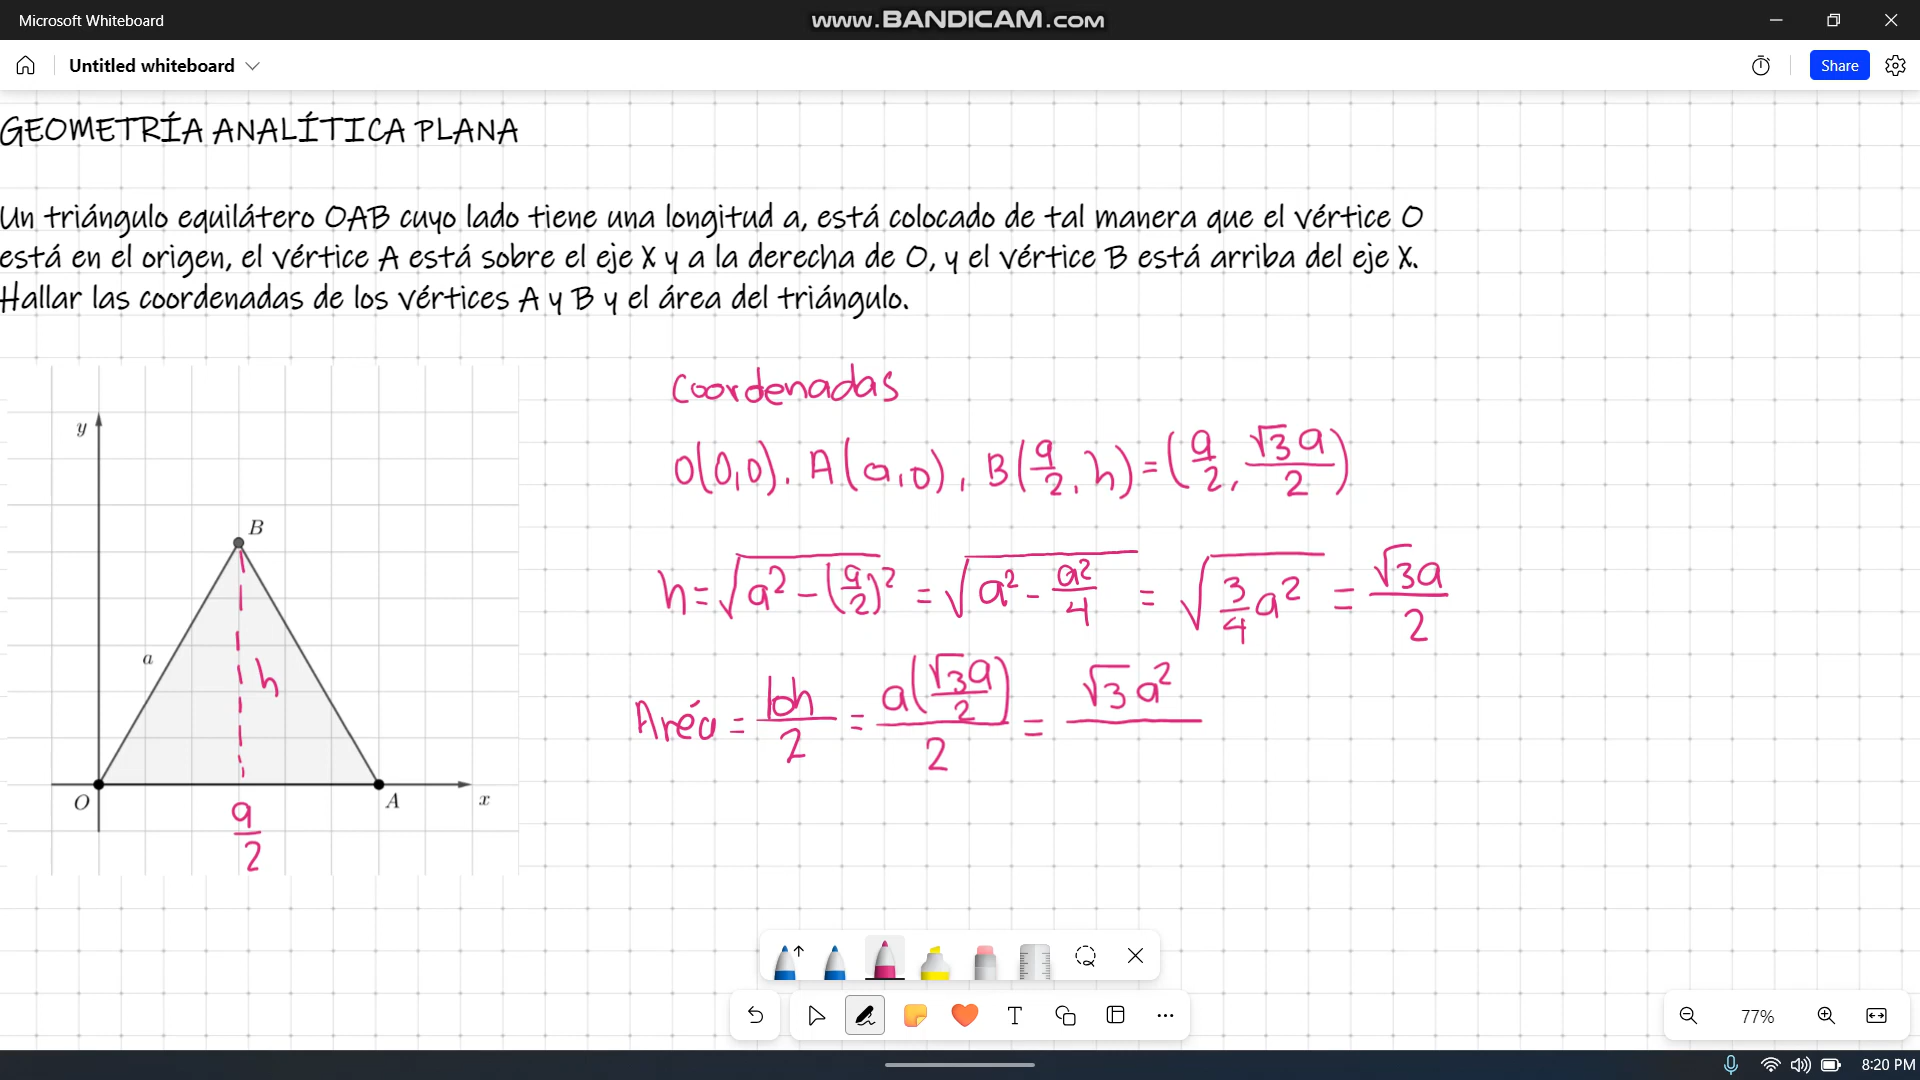 Microsoft Whiteboard
www.BANDICAM.com
Untitled whiteboard
Share
GEOMETRÍA ANALÍTICA PLANA
Un triángulo equilátero OAB cuyo lado tiene una longitud a, está colocado de tal manera que el vértice O
está en el origen, el vértice A está sobre el eje X y a la derecha de O, y el vértice B está arriba del eje X.
Hallar las coordenadas de los vértices A y B y el área del triángulo.
y
B
a
h
O
A
x
a/2
Coordenadas
O(0,0). A(a,0), B(a/2, h) = (a/2, √3a/2)
h = √a² - (a/2)² = √a² - a²/4 = √3/4 a² = √3a/2
Aréa = bh/2 = a(√3a/2)/2 = √3a²
77%
8:20 PM